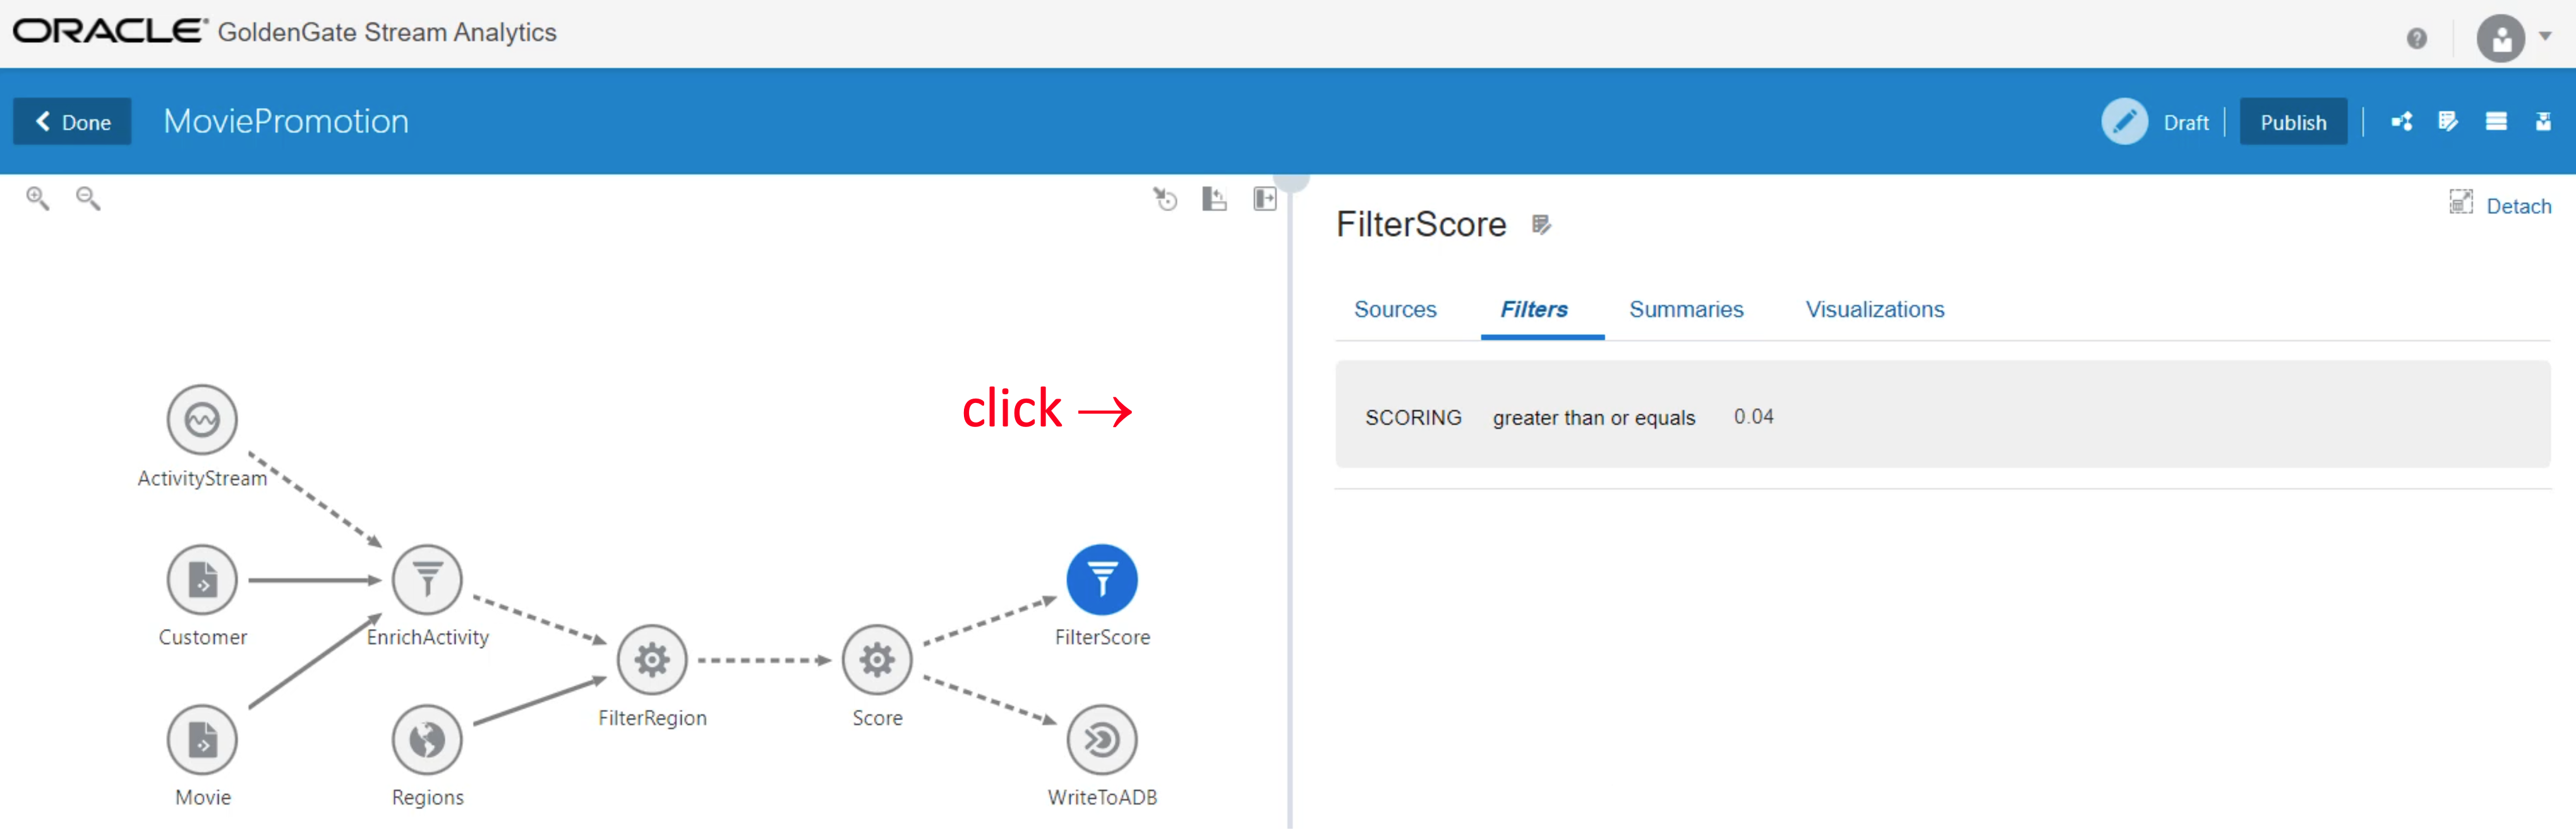 ORACLE® GoldenGate Stream Analytics
Done
MoviePromotion
Draft
Publish
FilterScore
Detach
Sources
Filters
Summaries
Visualizations
click →
SCORING greater than or equals 0.04
ActivityStream
Customer
EnrichActivity
FilterScore
FilterRegion
Score
Movie
Regions
WriteToADB